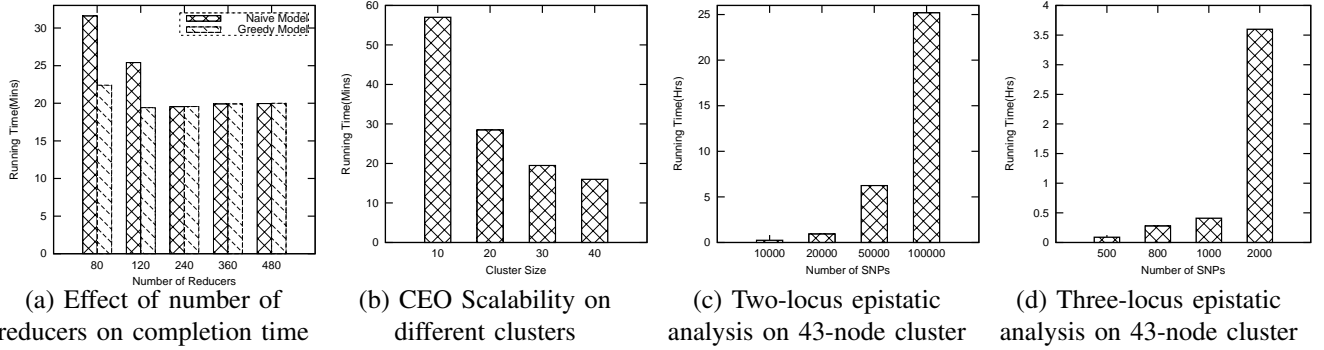 Running Time(Mins)
30
25
20
15
10
5
0
Naive Model
Greedy Model
80 120 240 360 480
Number of Reducers
(a) Effect of number of
reducers on completion time
Running Time(Mins)
60
50
40
30
20
10
0
10 20 30 40
Cluster Size
(b) CEO Scalability on
different clusters
Running Time(Hrs)
25
20
15
10
5
0
10000 20000 50000 100000
Number of SNPs
(c) Two-locus epistatic
analysis on 43-node cluster
Running Time(Hrs)
4
3.5
3
2.5
2
1.5
1
0.5
0
500 800 1000 2000
Number of SNPs
(d) Three-locus epistatic
analysis on 43-node cluster